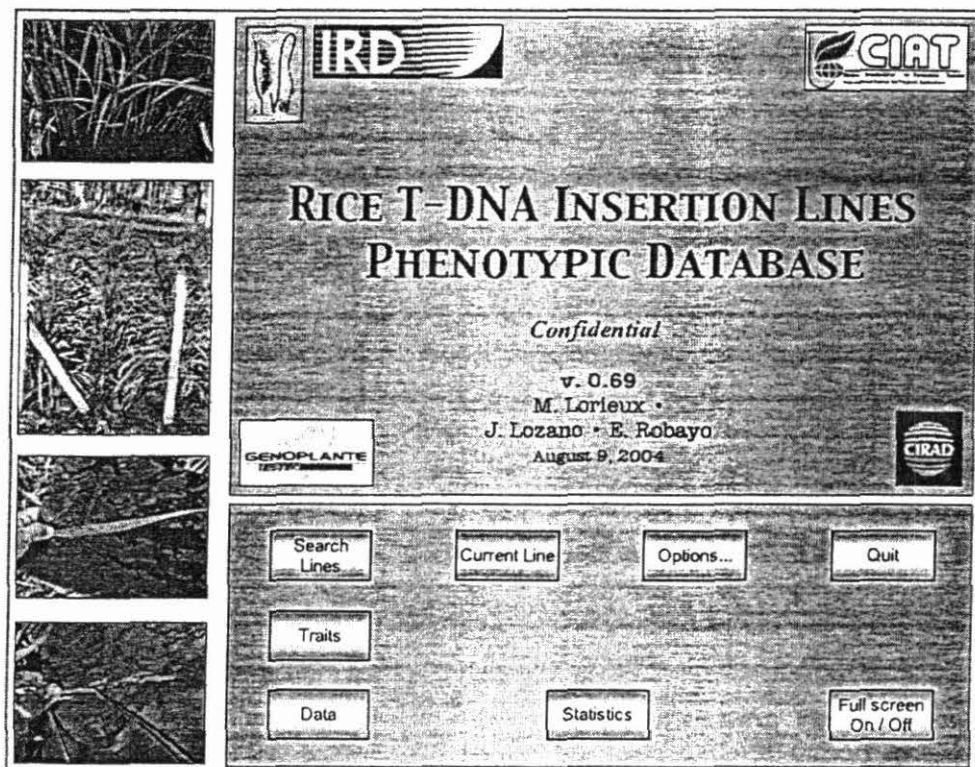 IRD
CIAT
RICE T-DNA INSERTION LINES
PHENOTYPIC DATABASE
Confidential
v. 0.69
M. Lorieux •
J. Lozano • E. Robayo
August 9, 2004
GENOPLANTE
CIRAD
Search
Lines
Current Line
Options...
Quit
Traits
Data
Statistics
Full screen
On / Off